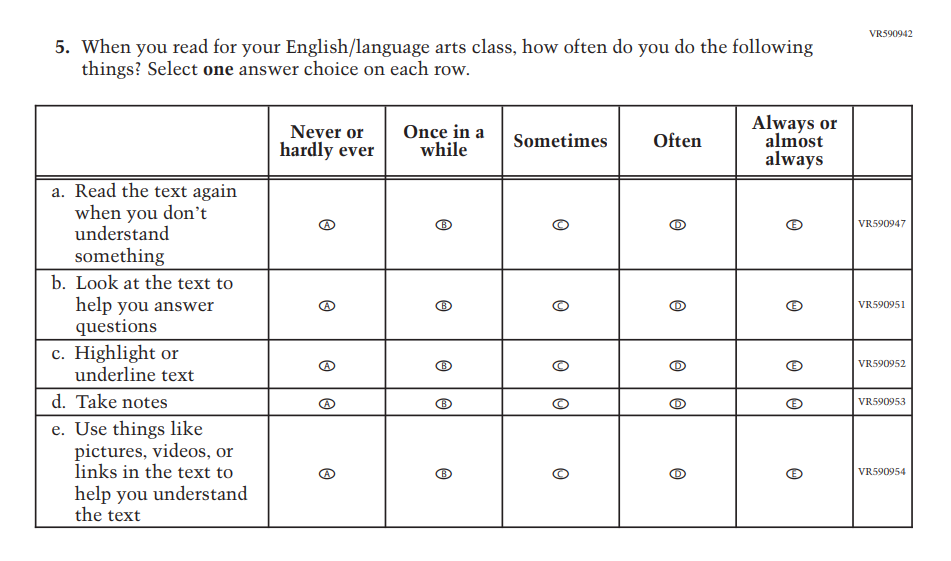 VR590942
5. When you read for your English/language arts class, how often do you do the following
things? Select one answer choice on each row.
Never or
hardly ever
Once in a
while
Sometimes
Often
Always or
almost
always
a. Read the text again
when you don’t
understand
something
A B C D E VR590947
b. Look at the text to
help you answer
questions
A B C D E VR590951
c. Highlight or
underline text
A B C D E VR590952
d. Take notes A B C D E VR590953
e. Use things like
pictures, videos, or
links in the text to
help you understand
the text
A B C D E VR590954